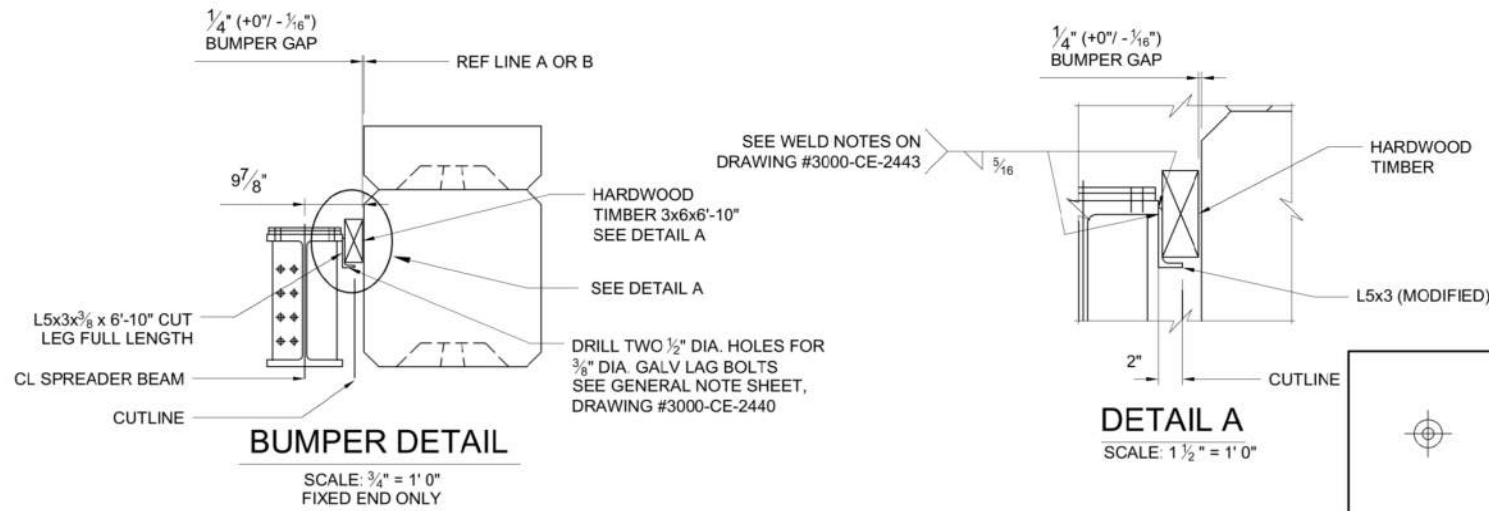 1/4" (+0"/ - 1/16")
BUMPER GAP
REF LINE A OR B
9 7/8"
HARDWOOD
TIMBER 3x6x6'-10"
SEE DETAIL A
SEE DETAIL A
L5x3x3/8 x 6'-10" CUT
LEG FULL LENGTH
DRILL TWO 1/2" DIA. HOLES FOR
3/8" DIA. GALV LAG BOLTS
SEE GENERAL NOTE SHEET,
DRAWING #3000-CE-2440
CL SPREADER BEAM
CUTLINE
BUMPER DETAIL
SCALE: 3/4" = 1' 0"
FIXED END ONLY
1/4" (+0"/ - 1/16")
BUMPER GAP
SEE WELD NOTES ON
DRAWING #3000-CE-2443
5/16
HARDWOOD
TIMBER
L5x3 (MODIFIED)
2"
CUTLINE
DETAIL A
SCALE: 1 1/2" = 1' 0"